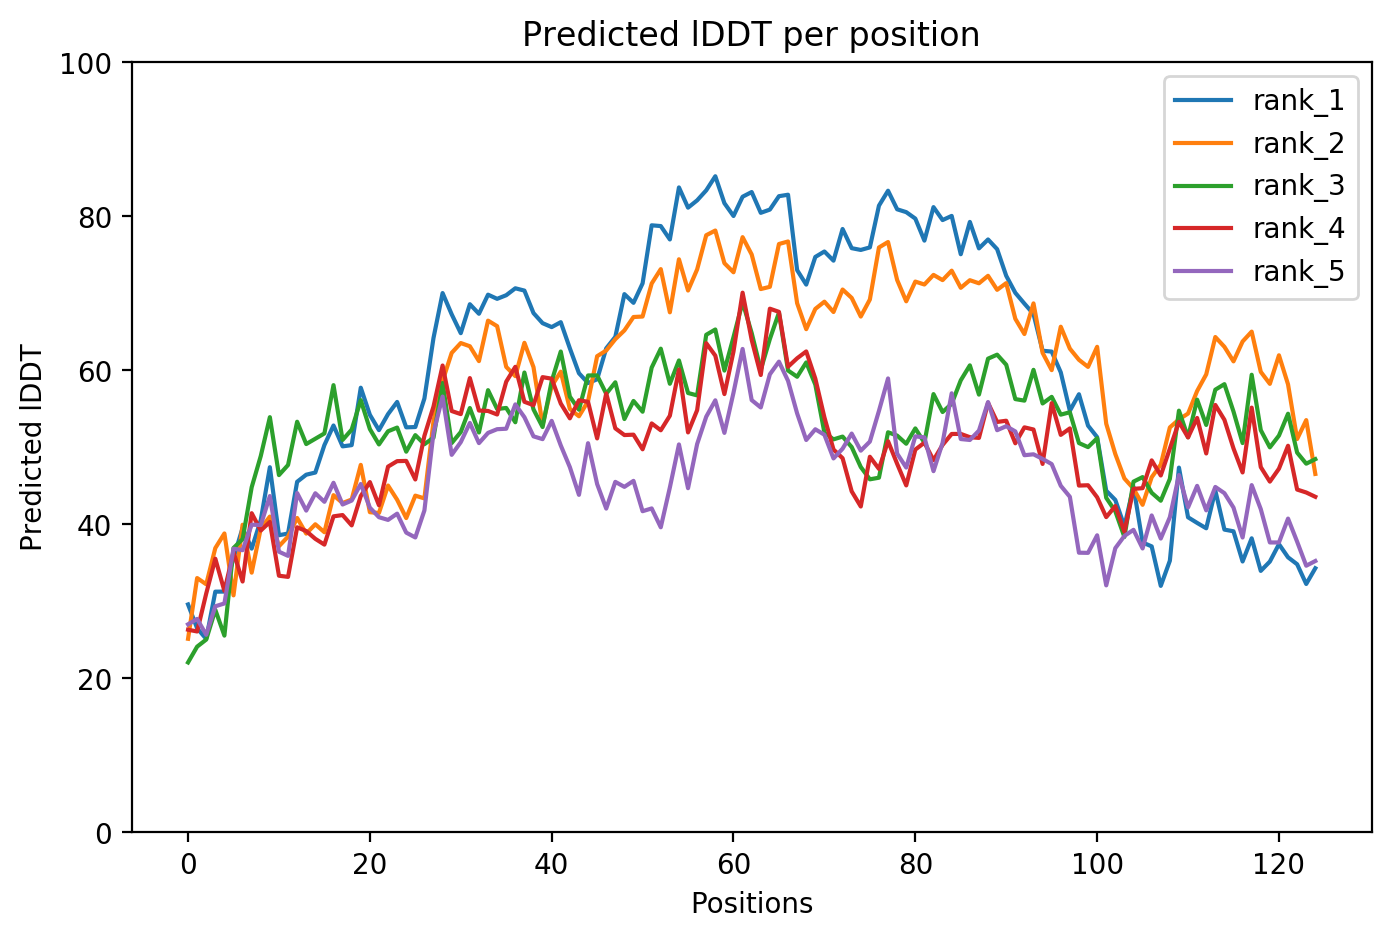 Predicted lDDT per position
100
80
60
40
20
0
Predicted lDDT
0 20 40 60 80 100 120
Positions
rank_1
rank_2
rank_3
rank_4
rank_5